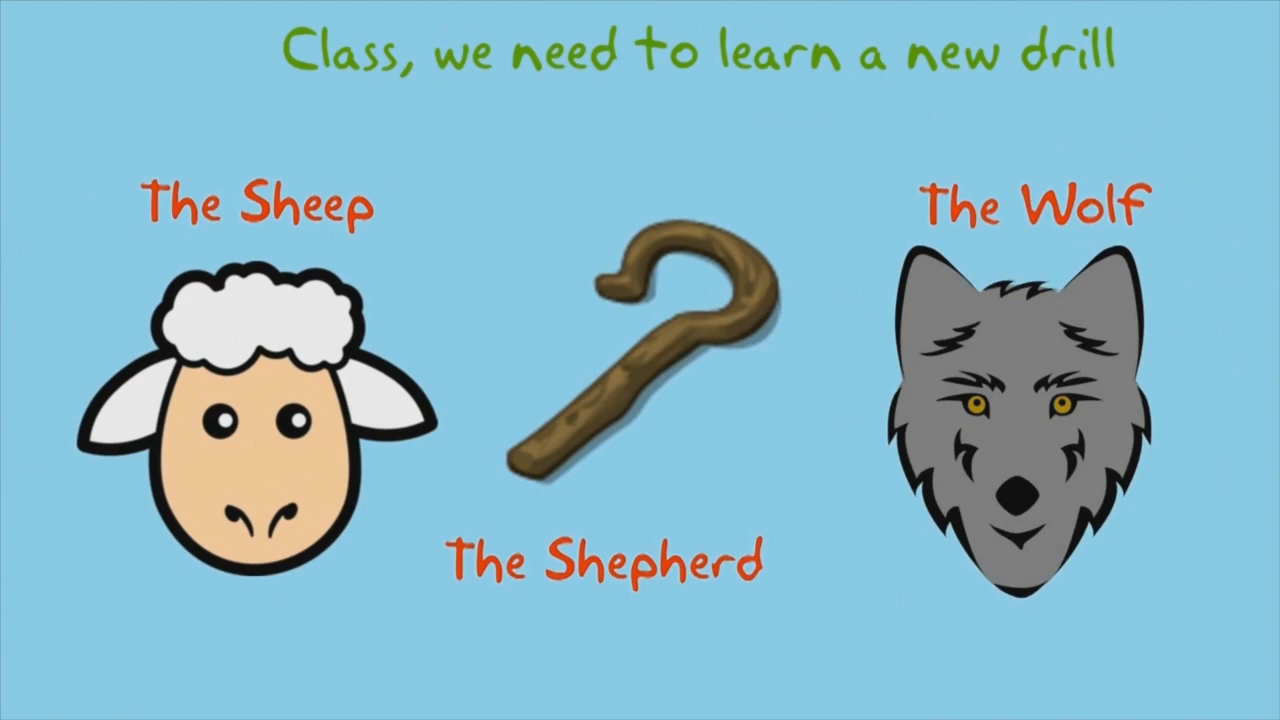 Class, we need to learn a new drill
The Sheep
The Wolf
The Shepherd